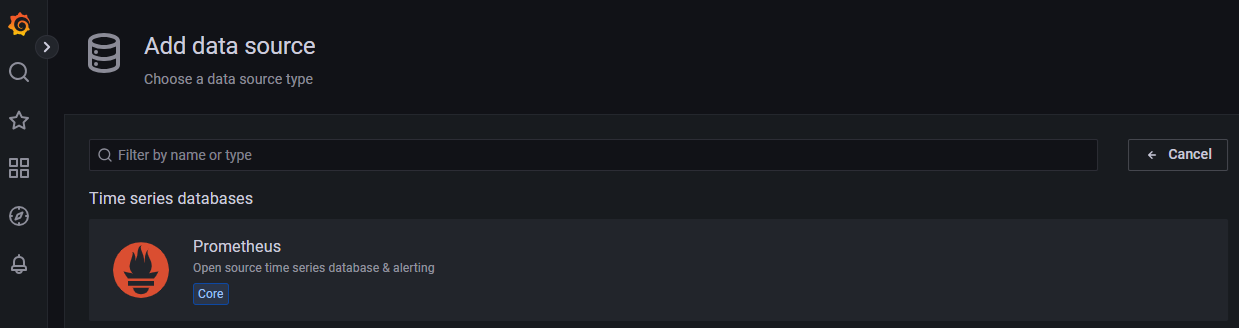 Add data source
Choose a data source type
Filter by name or type
Cancel
Time series databases
Prometheus
Open source time series database & alerting
Core